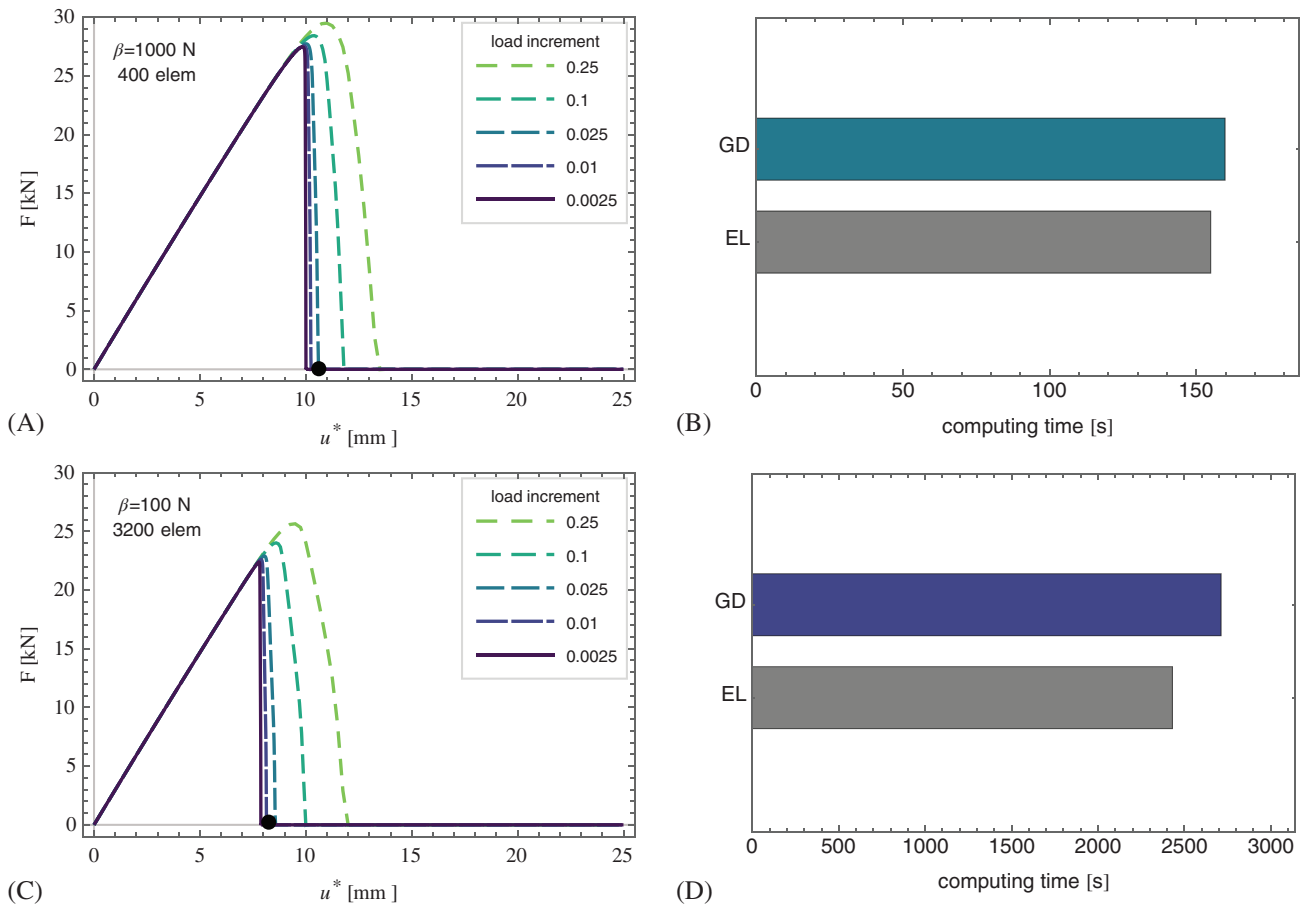 30
25
20
15
10
5
0
F [kN]
β=1000 N
400 elem
load increment
0.25
0.1
0.025
0.01
0.0025
0 5 10 15 20 25
u* [mm]
(A)
GD
EL
0 50 100 150
computing time [s]
(B)
30
25
20
15
10
5
0
F [kN]
β=100 N
3200 elem
load increment
0.25
0.1
0.025
0.01
0.0025
0 5 10 15 20 25
u* [mm]
(C)
GD
EL
0 500 1000 1500 2000 2500 3000
computing time [s]
(D)